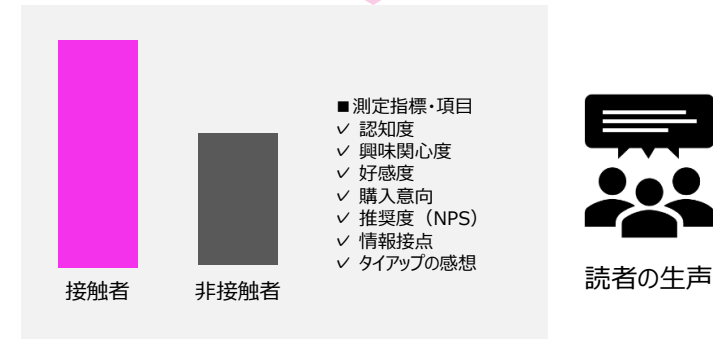 ■測定指標・項目
✓ 認知度
✓ 興味関心度
✓ 好感度
✓ 購入意向
✓ 推奨度（NPS）
✓ 情報接点
✓ タイアップの感想
接触者
非接触者
読者の生声